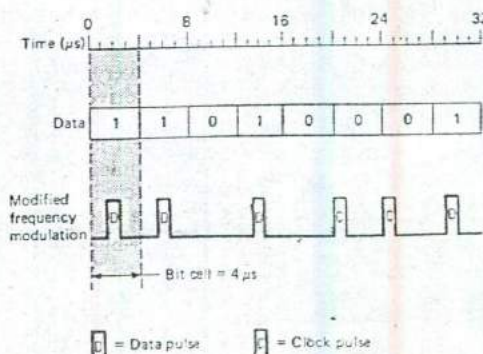 0 8 16 24 32
Time (μs)
Data 1 1 0 1 0 0 0 1
Modified
frequency
modulation
D D D C C D
Bit cell = 4 μs
D = Data pulse C = Clock pulse